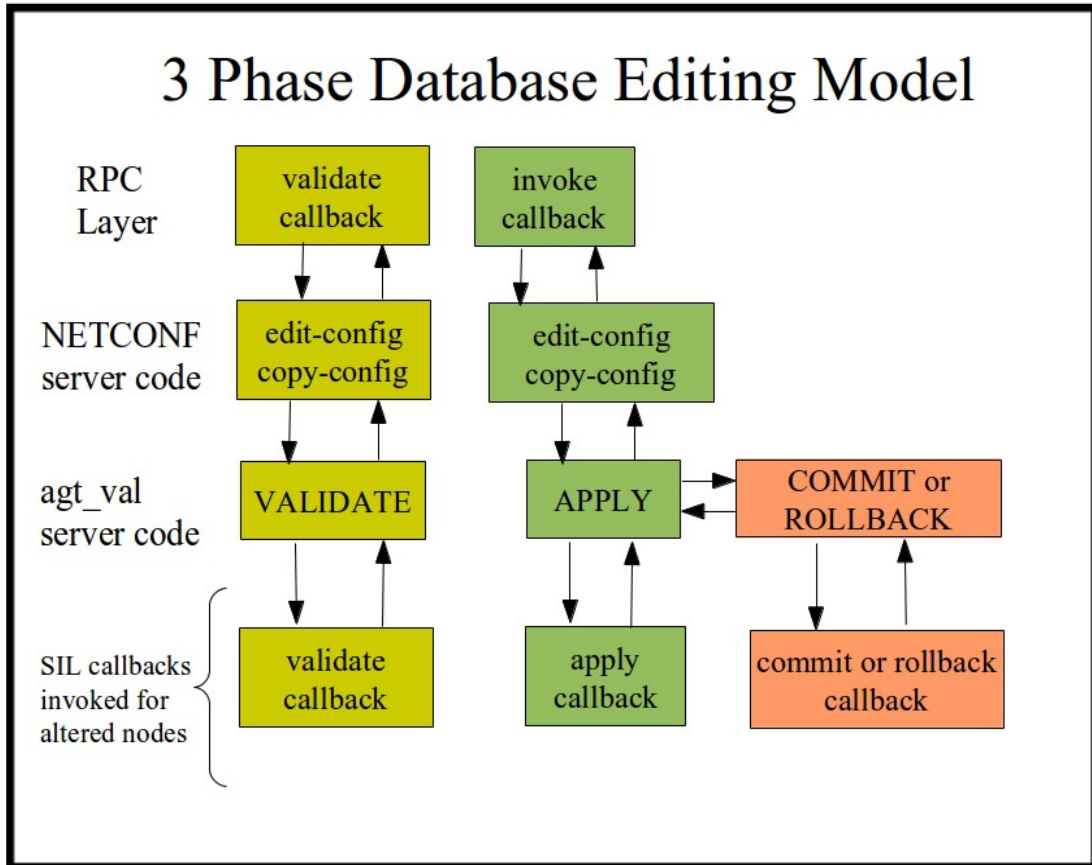 3 Phase Database Editing Model
RPC
Layer
validate
callback
invoke
callback
NETCONF
server code
edit-config
copy-config
edit-config
copy-config
agt_val
server code
VALIDATE
APPLY
COMMIT or
ROLLBACK
SIL callbacks
invoked for
altered nodes
validate
callback
apply
callback
commit or rollback
callback